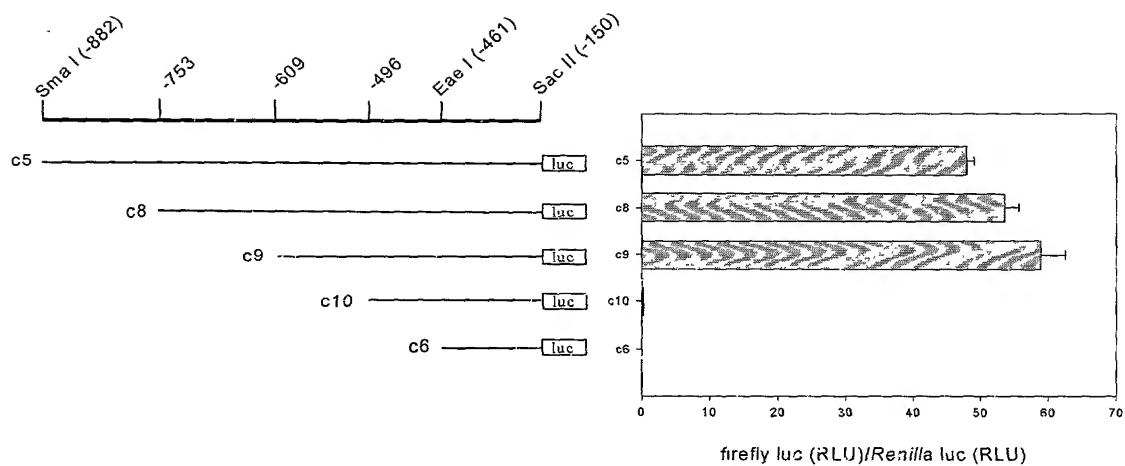 Sma I (-882)
-753
-609
-496
Eae I (-461)
Sac II (-150)
c5
luc
c8
luc
c9
luc
c10
luc
c6
luc
c5
c8
c9
c10
c6
0 10 20 30 40 50 60 70
firefly luc (RLU)/Renilla luc (RLU)